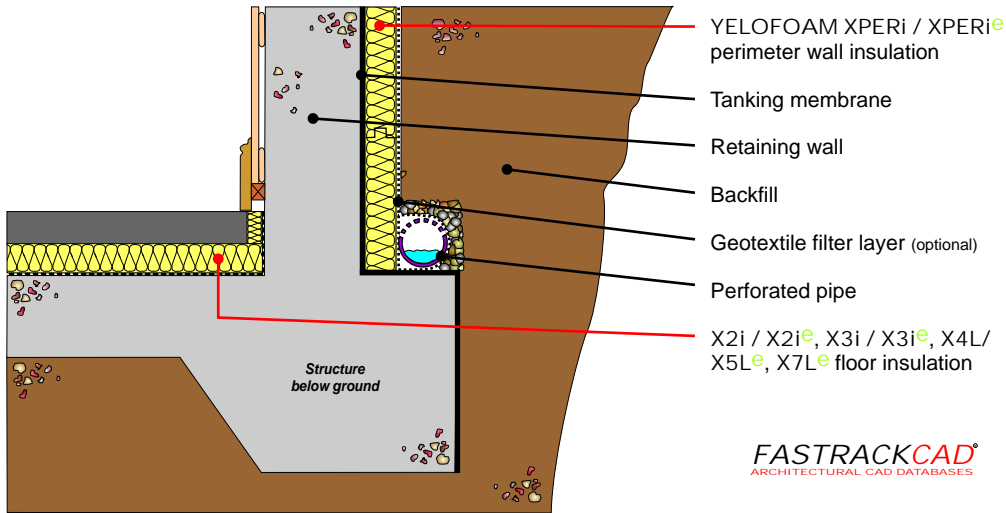 YELOFOAM XPERi / XPERie
perimeter wall insulation
Tanking membrane
Retaining wall
Backfill
Geotextile filter layer (optional)
Perforated pipe
X2i / X2ie, X3i / X3ie, X4L/
X5Le, X7Le floor insulation
Structure
below ground
FASTRACKCAD®
ARCHITECTURAL CAD DATABASES